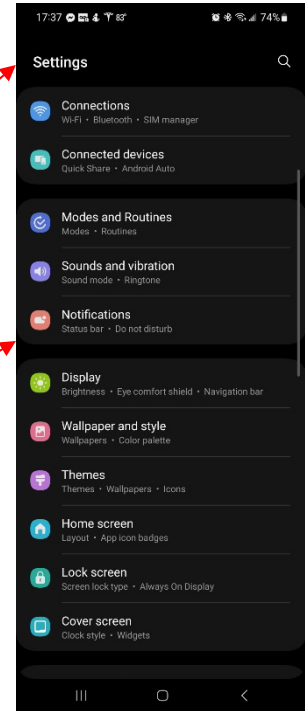 17:37 83° 74%
Settings
Connections
Wi-Fi • Bluetooth • SIM manager
Connected devices
Quick Share • Android Auto
Modes and Routines
Modes • Routines
Sounds and vibration
Sound mode • Ringtone
Notifications
Status bar • Do not disturb
Display
Brightness • Eye comfort shield • Navigation bar
Wallpaper and style
Wallpapers • Color palette
Themes
Themes • Wallpapers • Icons
Home screen
Layout • App icon badges
Lock screen
Screen lock type • Always On Display
Cover screen
Clock style • Widgets